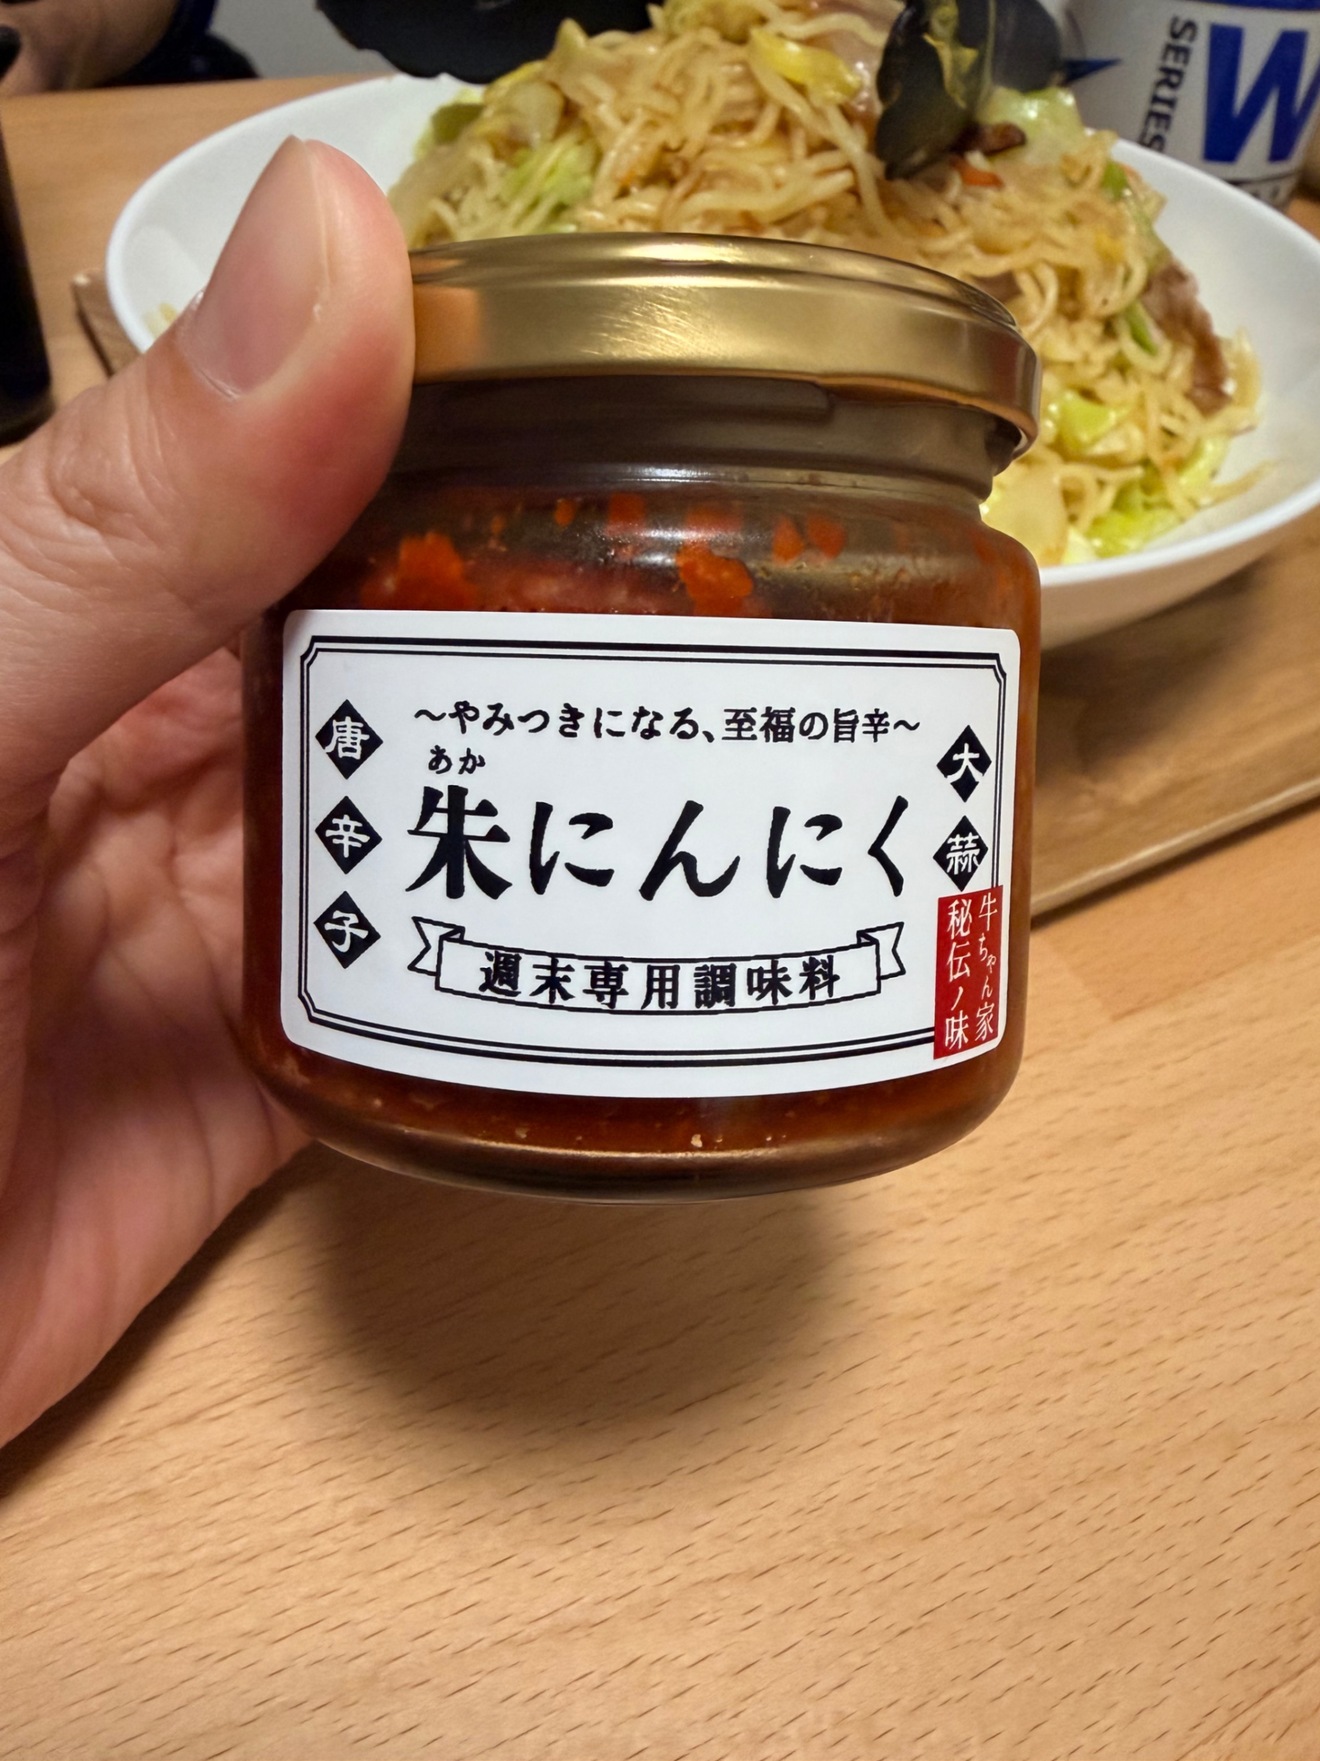 ～やみつきになる、至福の旨辛～
あか
朱にんにく
週末専用調味料
唐辛子
大蒜
牛ちゃん家
秘伝ノ味
SERIES
W